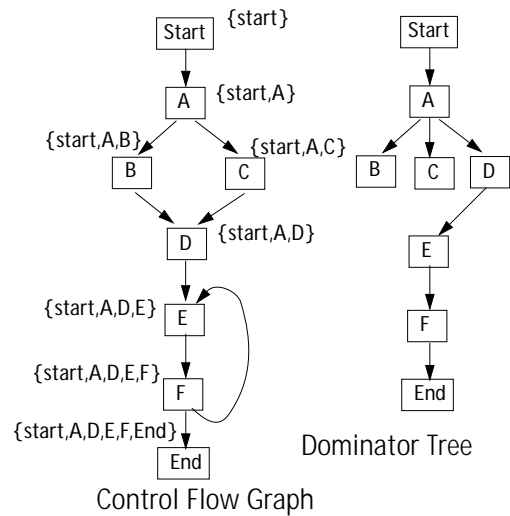 Start {start}
A {start,A}
{start,A,B} {start,A,C}
B C
D {start,A,D}
{start,A,D,E} E
{start,A,D,E,F} F
{start,A,D,E,F,End}
End
Control Flow Graph
Start
A
B C D
E
F
End
Dominator Tree